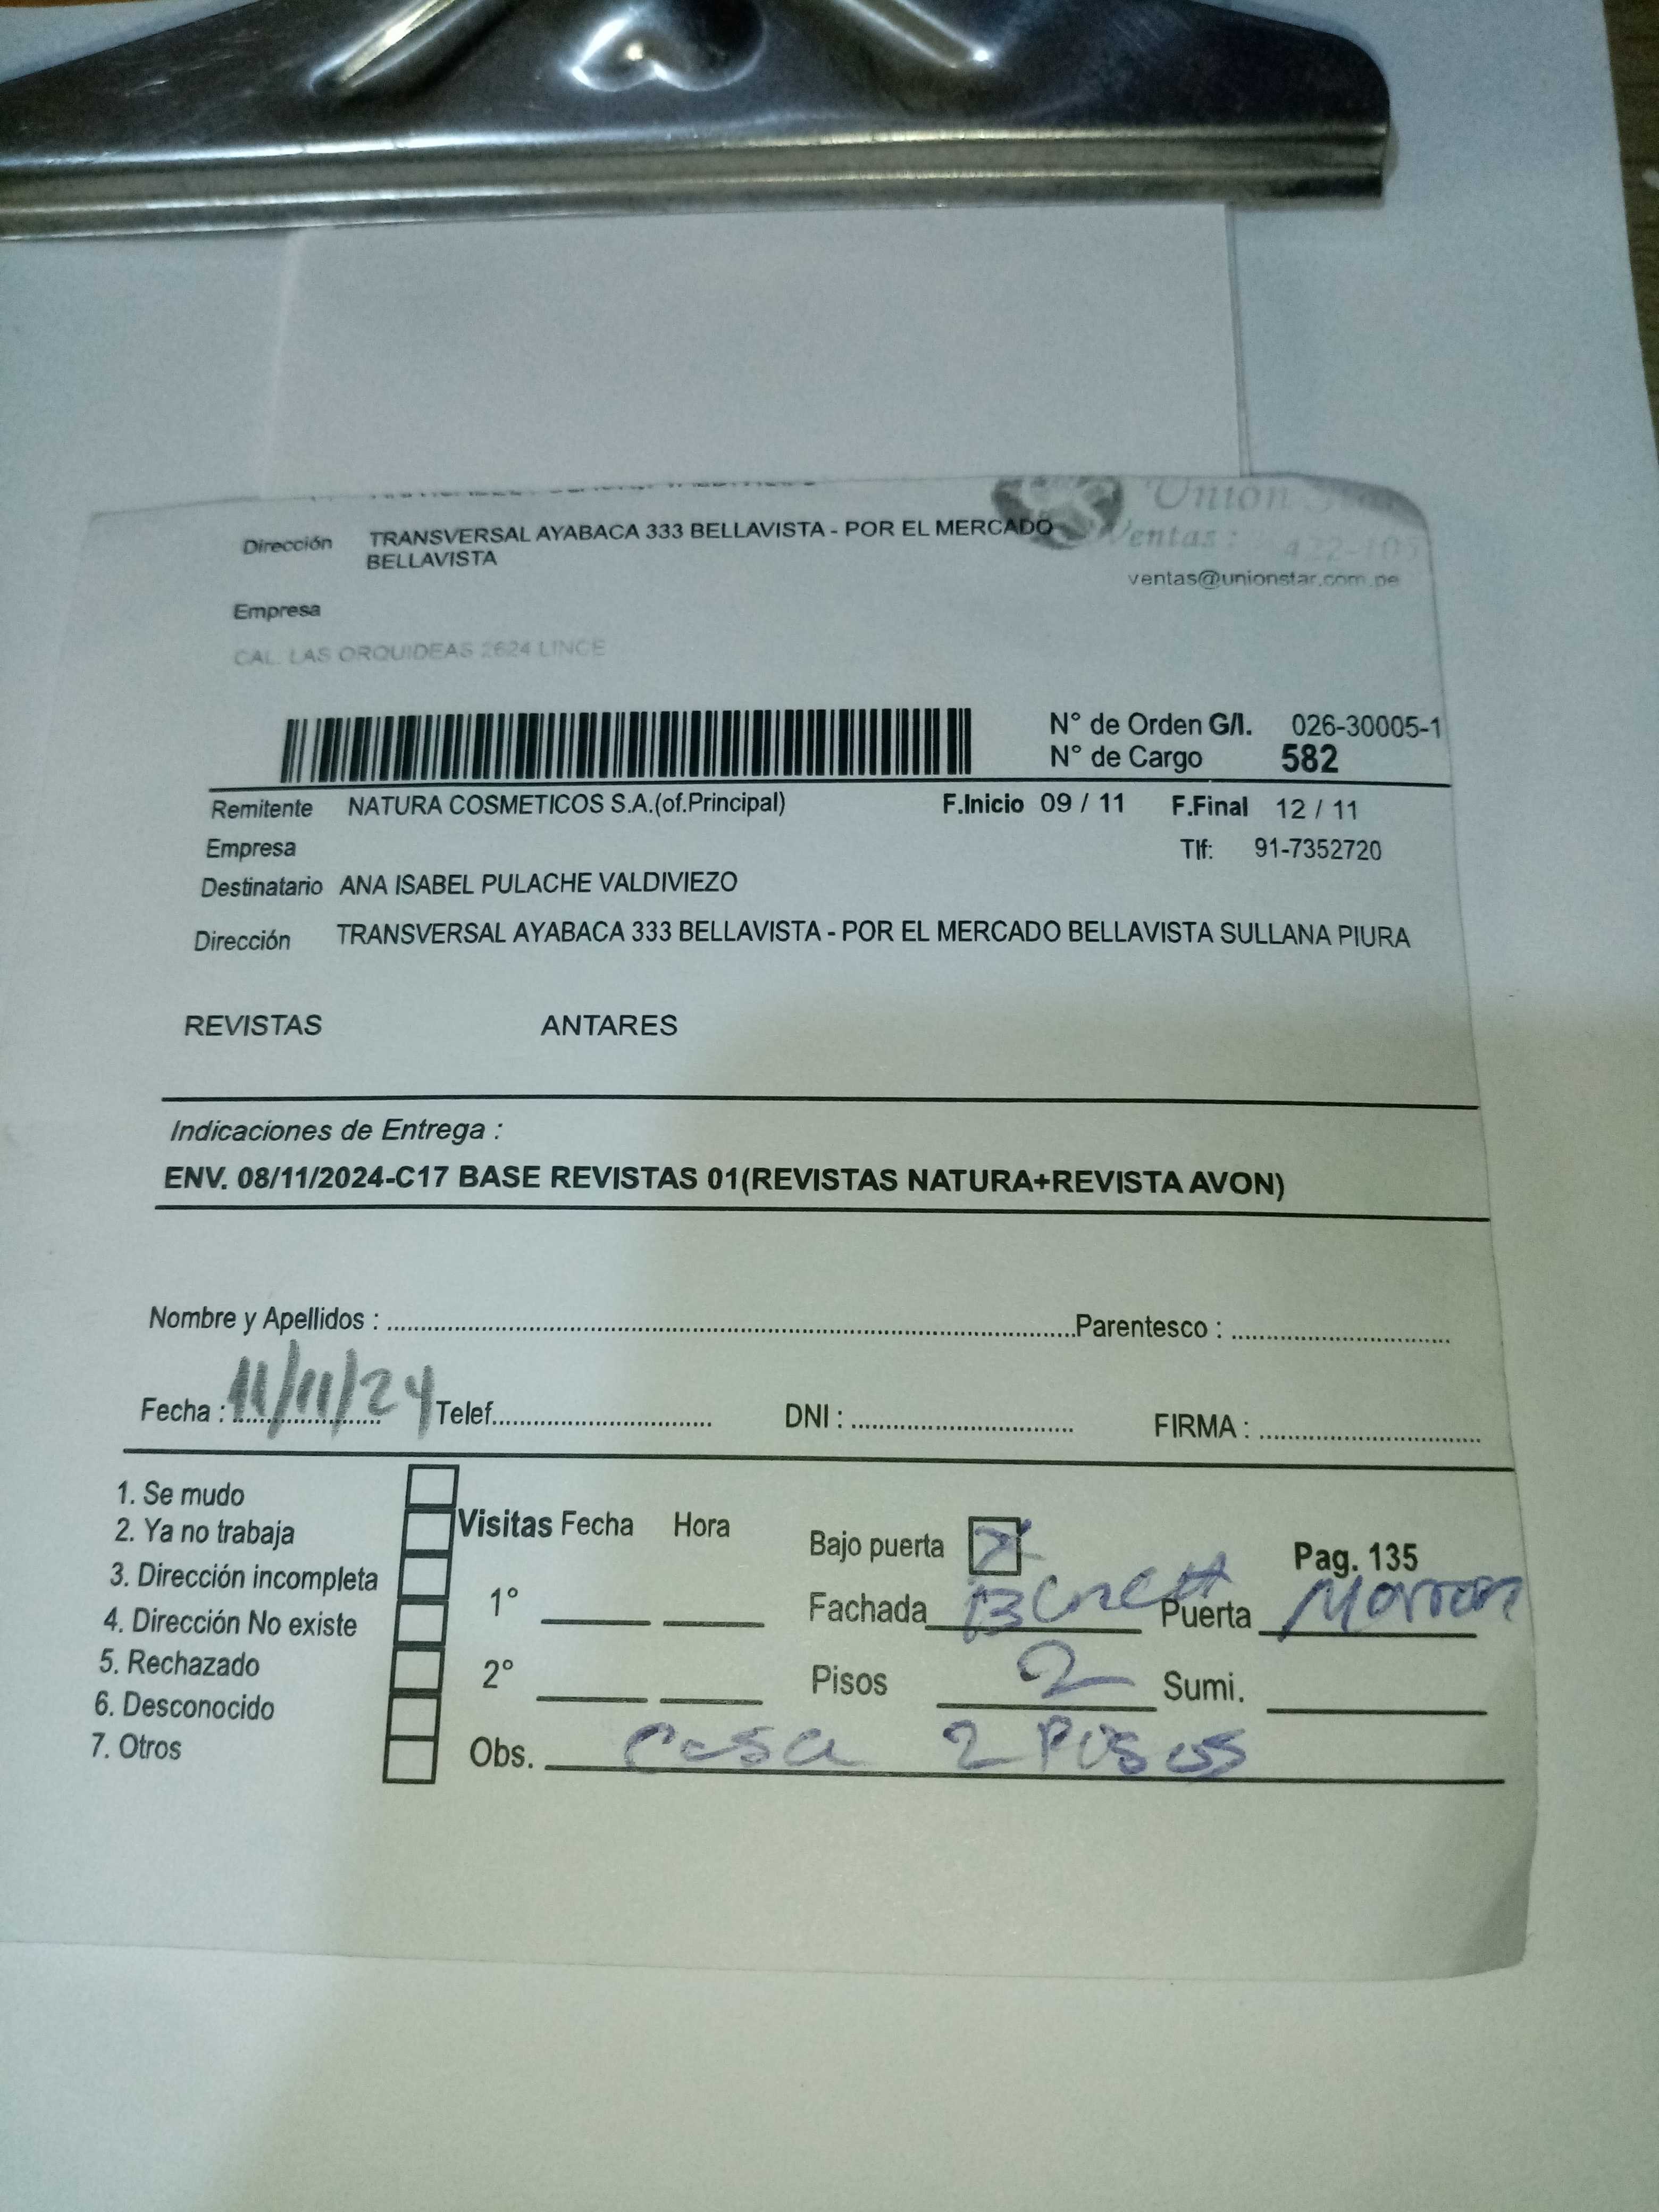 Union
Dirección TRANSVERSAL AYABACA 333 BELLAVISTA - POR EL MERCADO
BELLAVISTA
Ventas :
ventas@unionstar.com.pe
Empresa
CAL. LAS ORQUIDEAS 2624 LINCE
N° de Orden G/I. 026-30005-1
N° de Cargo 582
Remitente NATURA COSMETICOS S.A.(of.Principal) F.Inicio 09 / 11 F.Final 12 / 11
Empresa Tlf: 91-7352720
Destinatario ANA ISABEL PULACHE VALDIVIEZO
Dirección TRANSVERSAL AYABACA 333 BELLAVISTA - POR EL MERCADO BELLAVISTA SULLANA PIURA
REVISTAS ANTARES
Indicaciones de Entrega :
ENV. 08/11/2024-C17 BASE REVISTAS 01(REVISTAS NATURA+REVISTA AVON)
Nombre y Apellidos : Parentesco :
Fecha : 11/11/24 Telef. DNI : FIRMA :
1. Se mudo
2. Ya no trabaja
3. Dirección incompleta
4. Dirección No existe
5. Rechazado
6. Desconocido
7. Otros
Visitas Fecha Hora
1°
2°
Bajo puerta X Pag. 135
Fachada Puerta Marron
Pisos 2 Sumi.
Obs. casa 2 Pisos